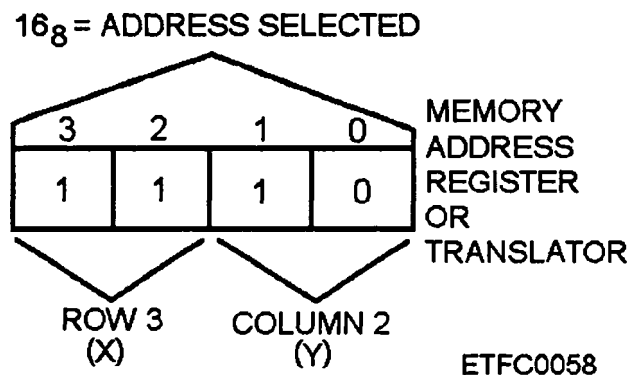 16₈ = ADDRESS SELECTED
3 2 1 0
1 1 1 0
MEMORY
ADDRESS
REGISTER
OR
TRANSLATOR
ROW 3
(X)
COLUMN 2
(Y)
ETFC0058